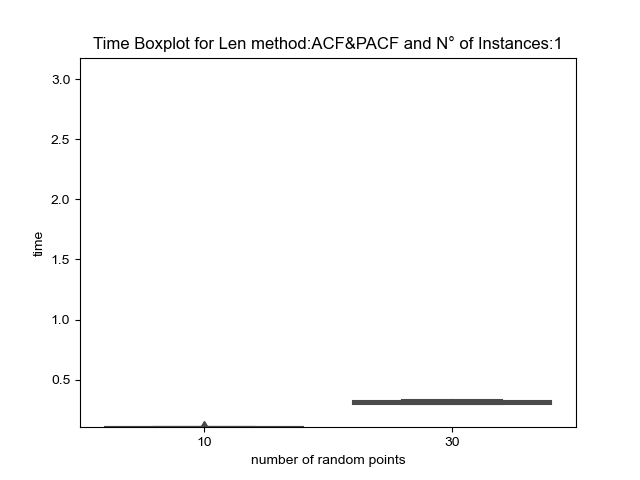 Time Boxplot for Len method:ACF&PACF and N° of Instances:1
3.0
2.5
2.0
1.5
1.0
0.5
time
10 30
number of random points